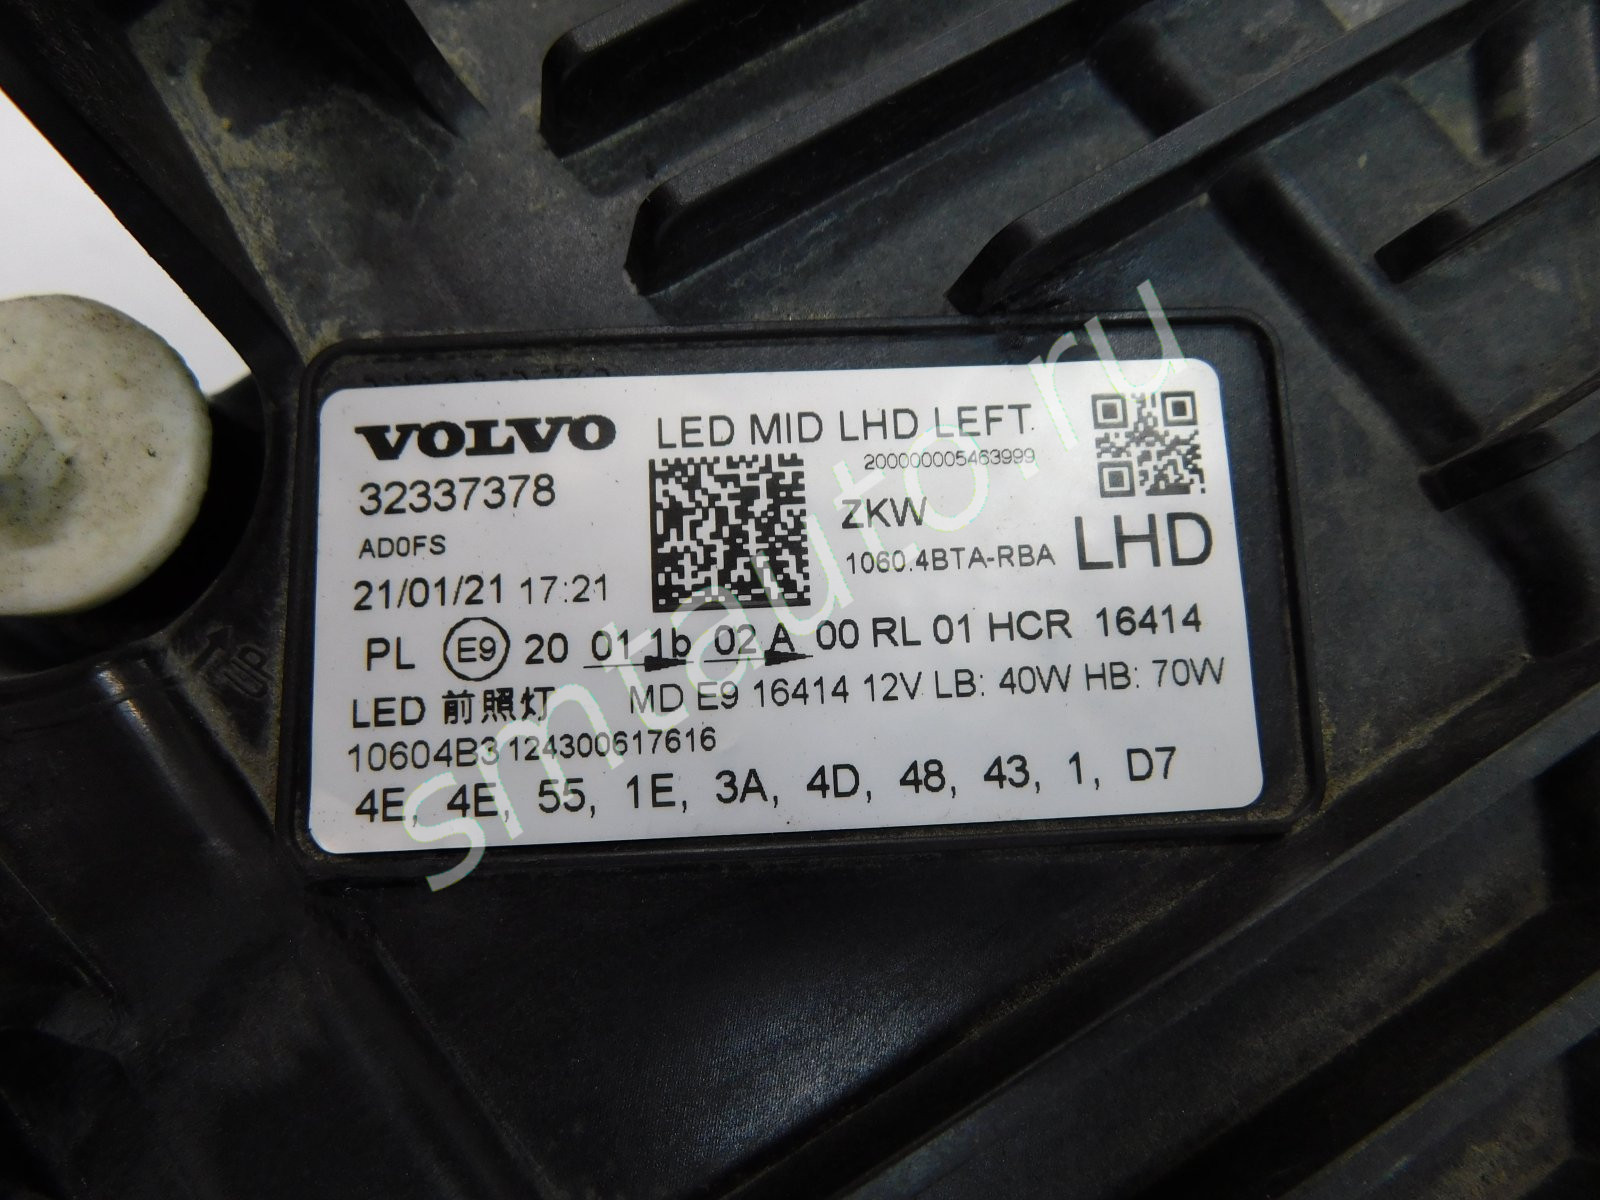 VOLVO LED MID LHD LEFT
200000005463999
32337378
ZKW
AD0FS
1060.4BTA-RBA LHD
21/01/21 17:21
PL E9 20 01 1b 02 A 00 RL 01 HCR 16414
LED 前照灯 MD E9 16414 12V LB: 40W HB: 70W
10604B3 124300617616
4E, 4E, 55, 1E, 3A, 4D, 48, 43, 1, D7
UP
smtauto.ru